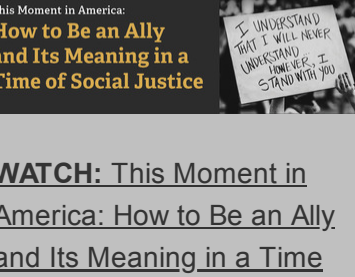 his Moment in America:
How to Be an Ally
and Its Meaning in a
Time of Social Justice
I UNDERSTAND
THAT I WILL NEVER
UNDERSTAND
HOWEVER, I
STAND WITH YOU
WATCH: This Moment in
America: How to Be an Ally
and Its Meaning in a Time